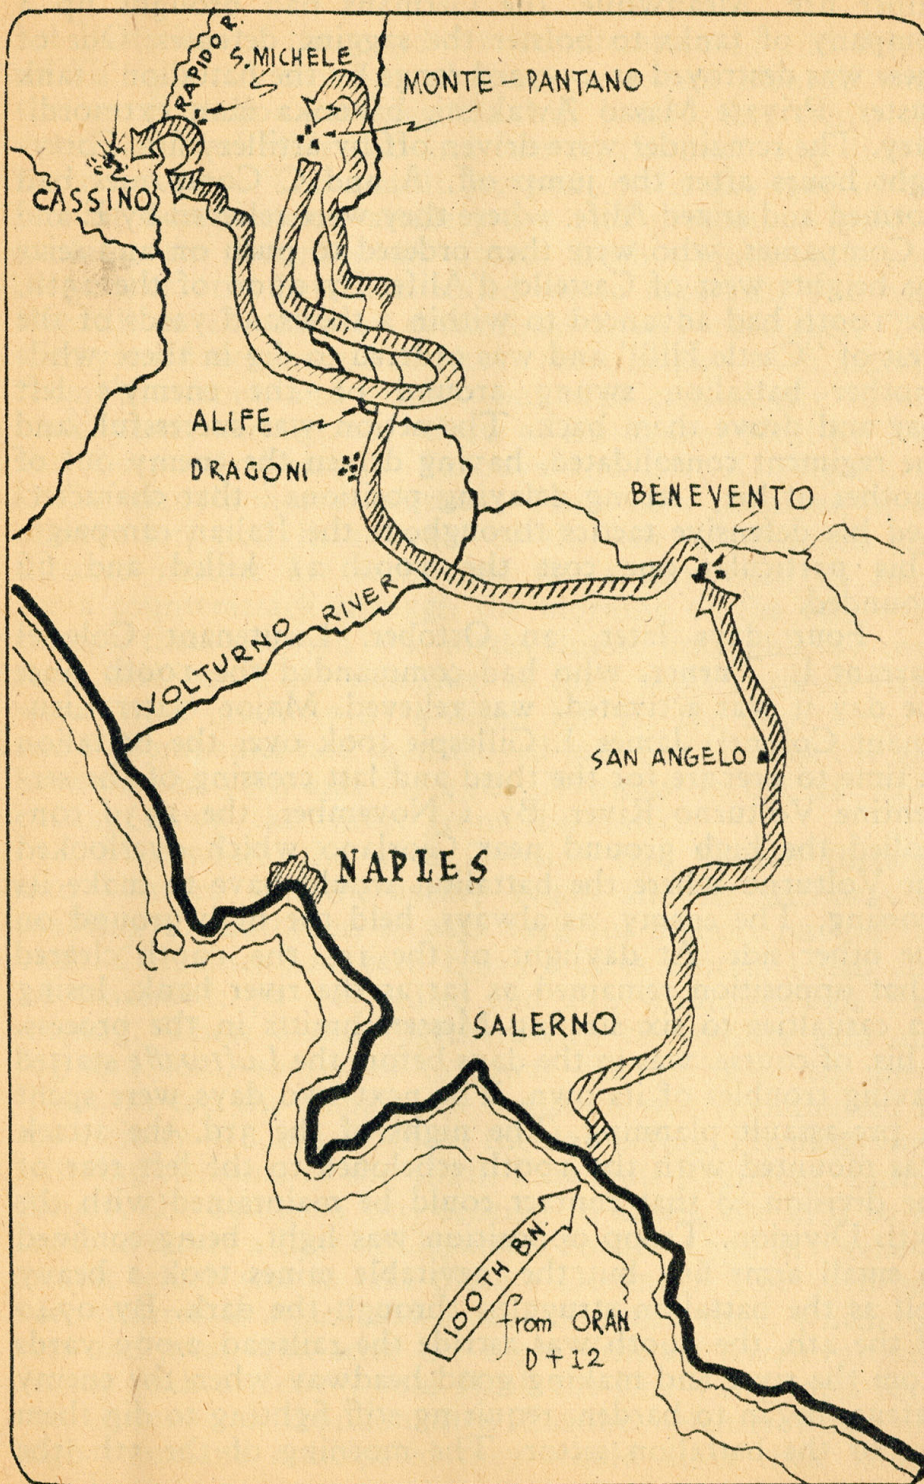 RAPIDO R.
S. MICHELE
MONTE-PANTANO
CASSINO
ALIFE
DRAGONI
BENEVENTO
VOLTURNO RIVER
SAN ANGELO
NAPLES
SALERNO
100TH BN.
from ORAN
D+12